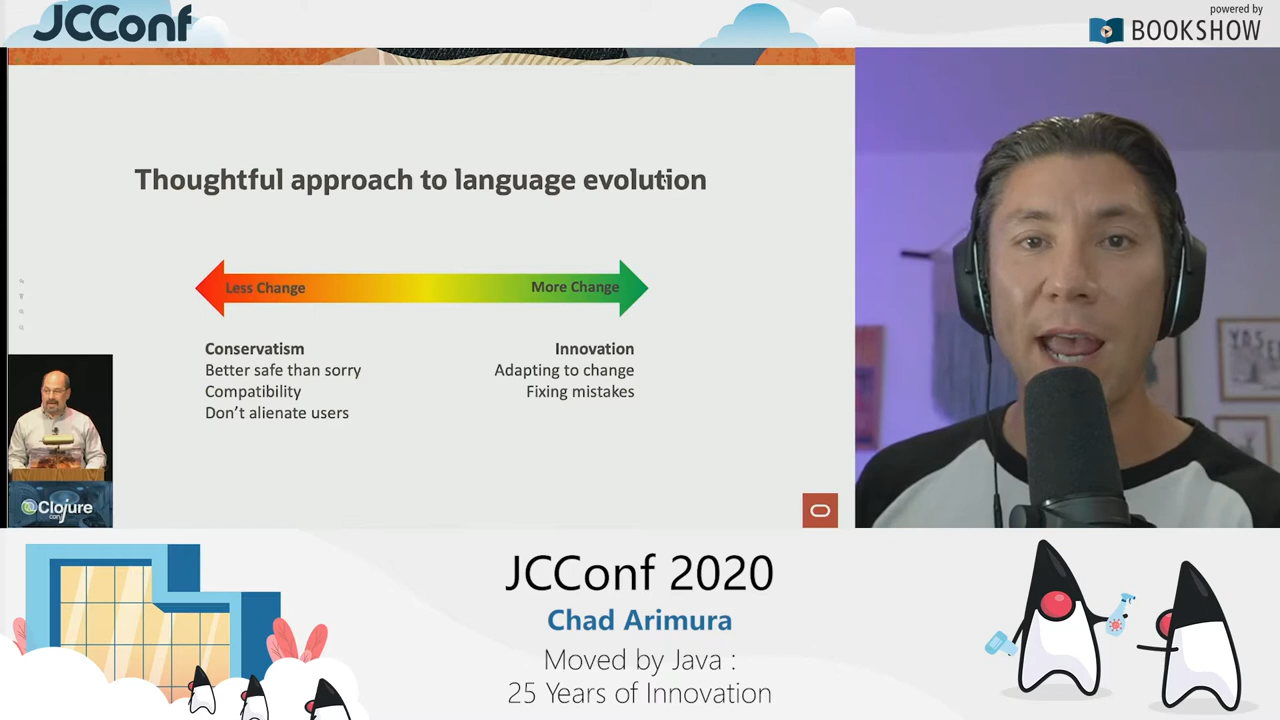 JCConf
powered by
BOOKSHOW
Thoughtful approach to language evolution
Less Change
More Change
Conservatism
Better safe than sorry
Compatibility
Don't alienate users
Innovation
Adapting to change
Fixing mistakes
Clojure
con/
JCConf 2020
Chad Arimura
Moved by Java :
25 Years of Innovation